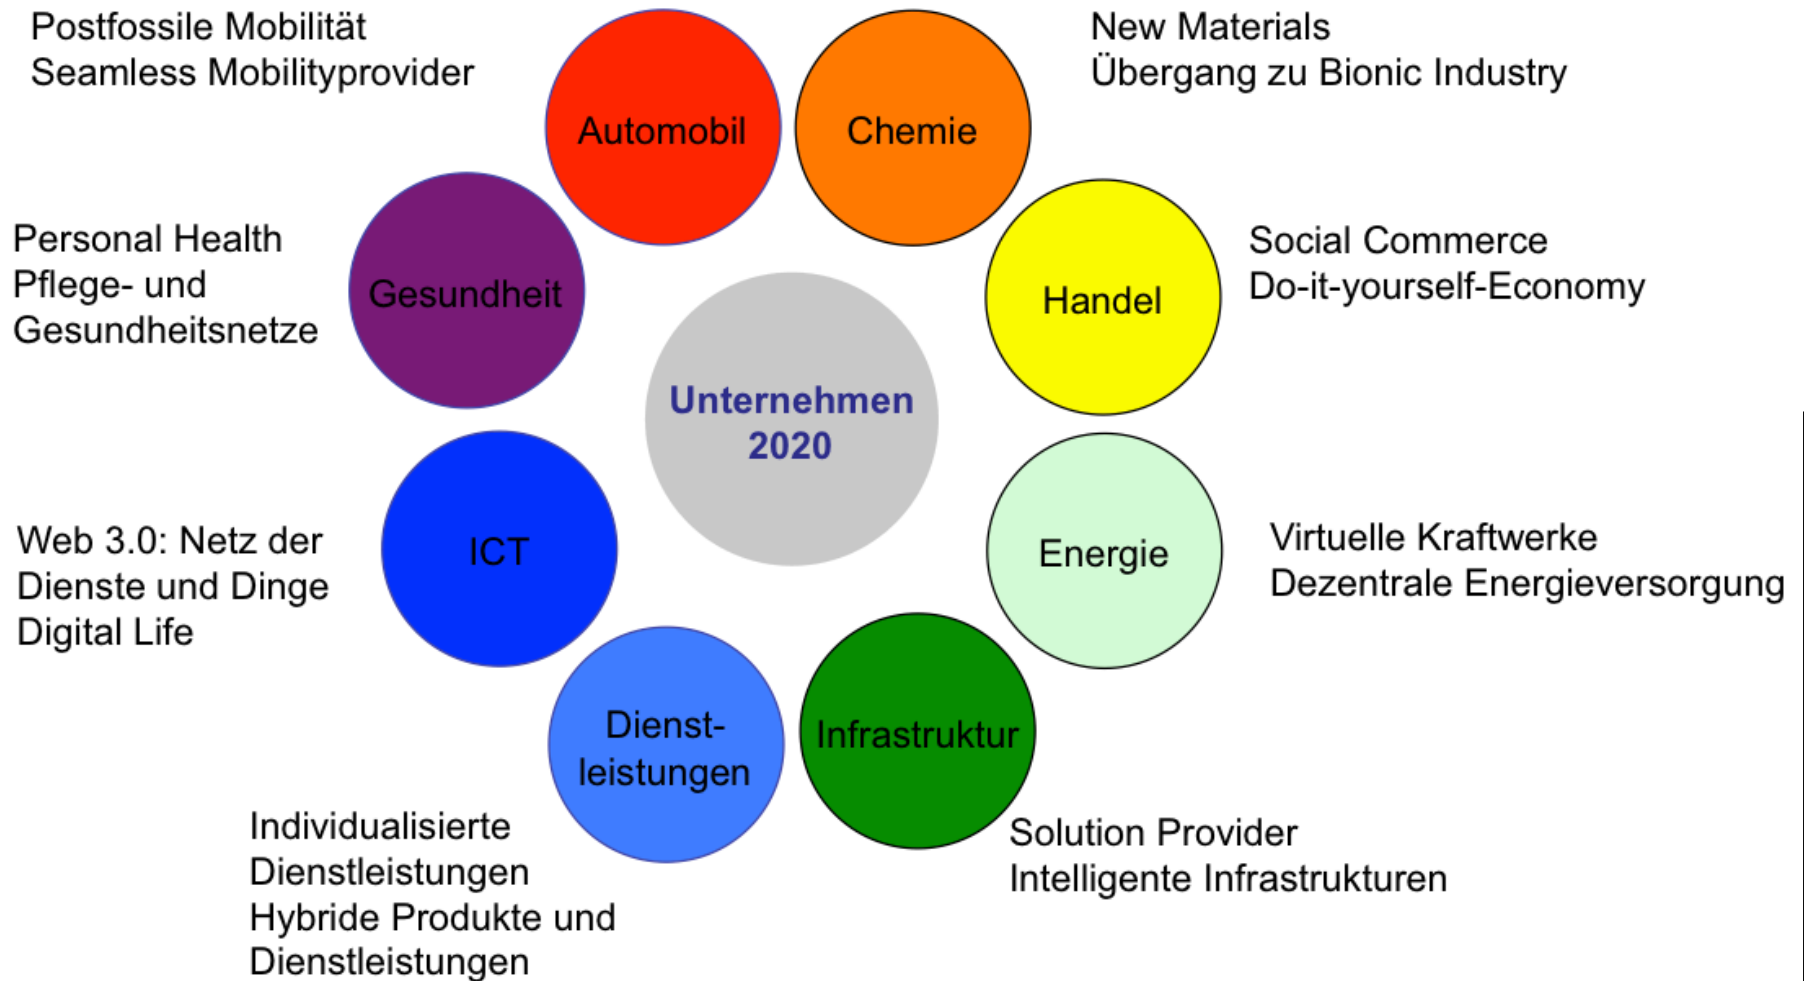 Postfossile Mobilität
Seamless Mobilityprovider
Automobil
Chemie
New Materials
Übergang zu Bionic Industry
Personal Health
Pflege- und
Gesundheitsnetze
Gesundheit
Handel
Social Commerce
Do-it-yourself-Economy
Unternehmen
2020
Web 3.0: Netz der
Dienste und Dinge
Digital Life
ICT
Energie
Virtuelle Kraftwerke
Dezentrale Energieversorgung
Dienst-
leistungen
Infrastruktur
Individualisierte
Dienstleistungen
Hybride Produkte und
Dienstleistungen
Solution Provider
Intelligente Infrastrukturen